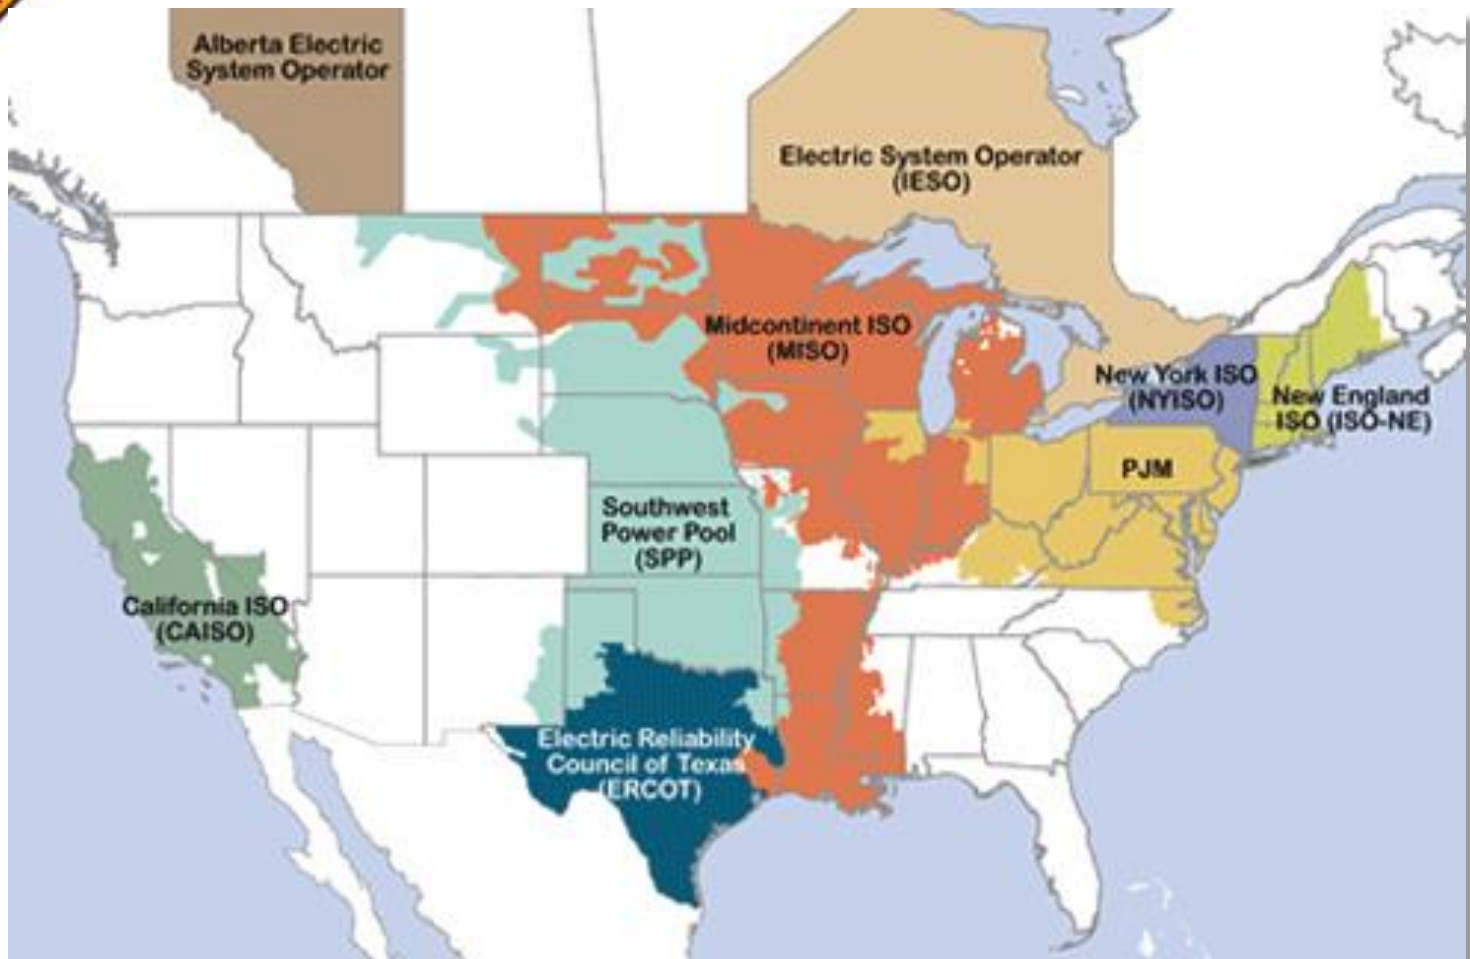 Alberta Electric
System Operator
Electric System Operator
(IESO)
Midcontinent ISO
(MISO)
New York ISO
(NYISO)
New England
ISO (ISO-NE)
PJM
Southwest
Power Pool
(SPP)
California ISO
(CAISO)
Electric Reliability
Council of Texas
(ERCOT)